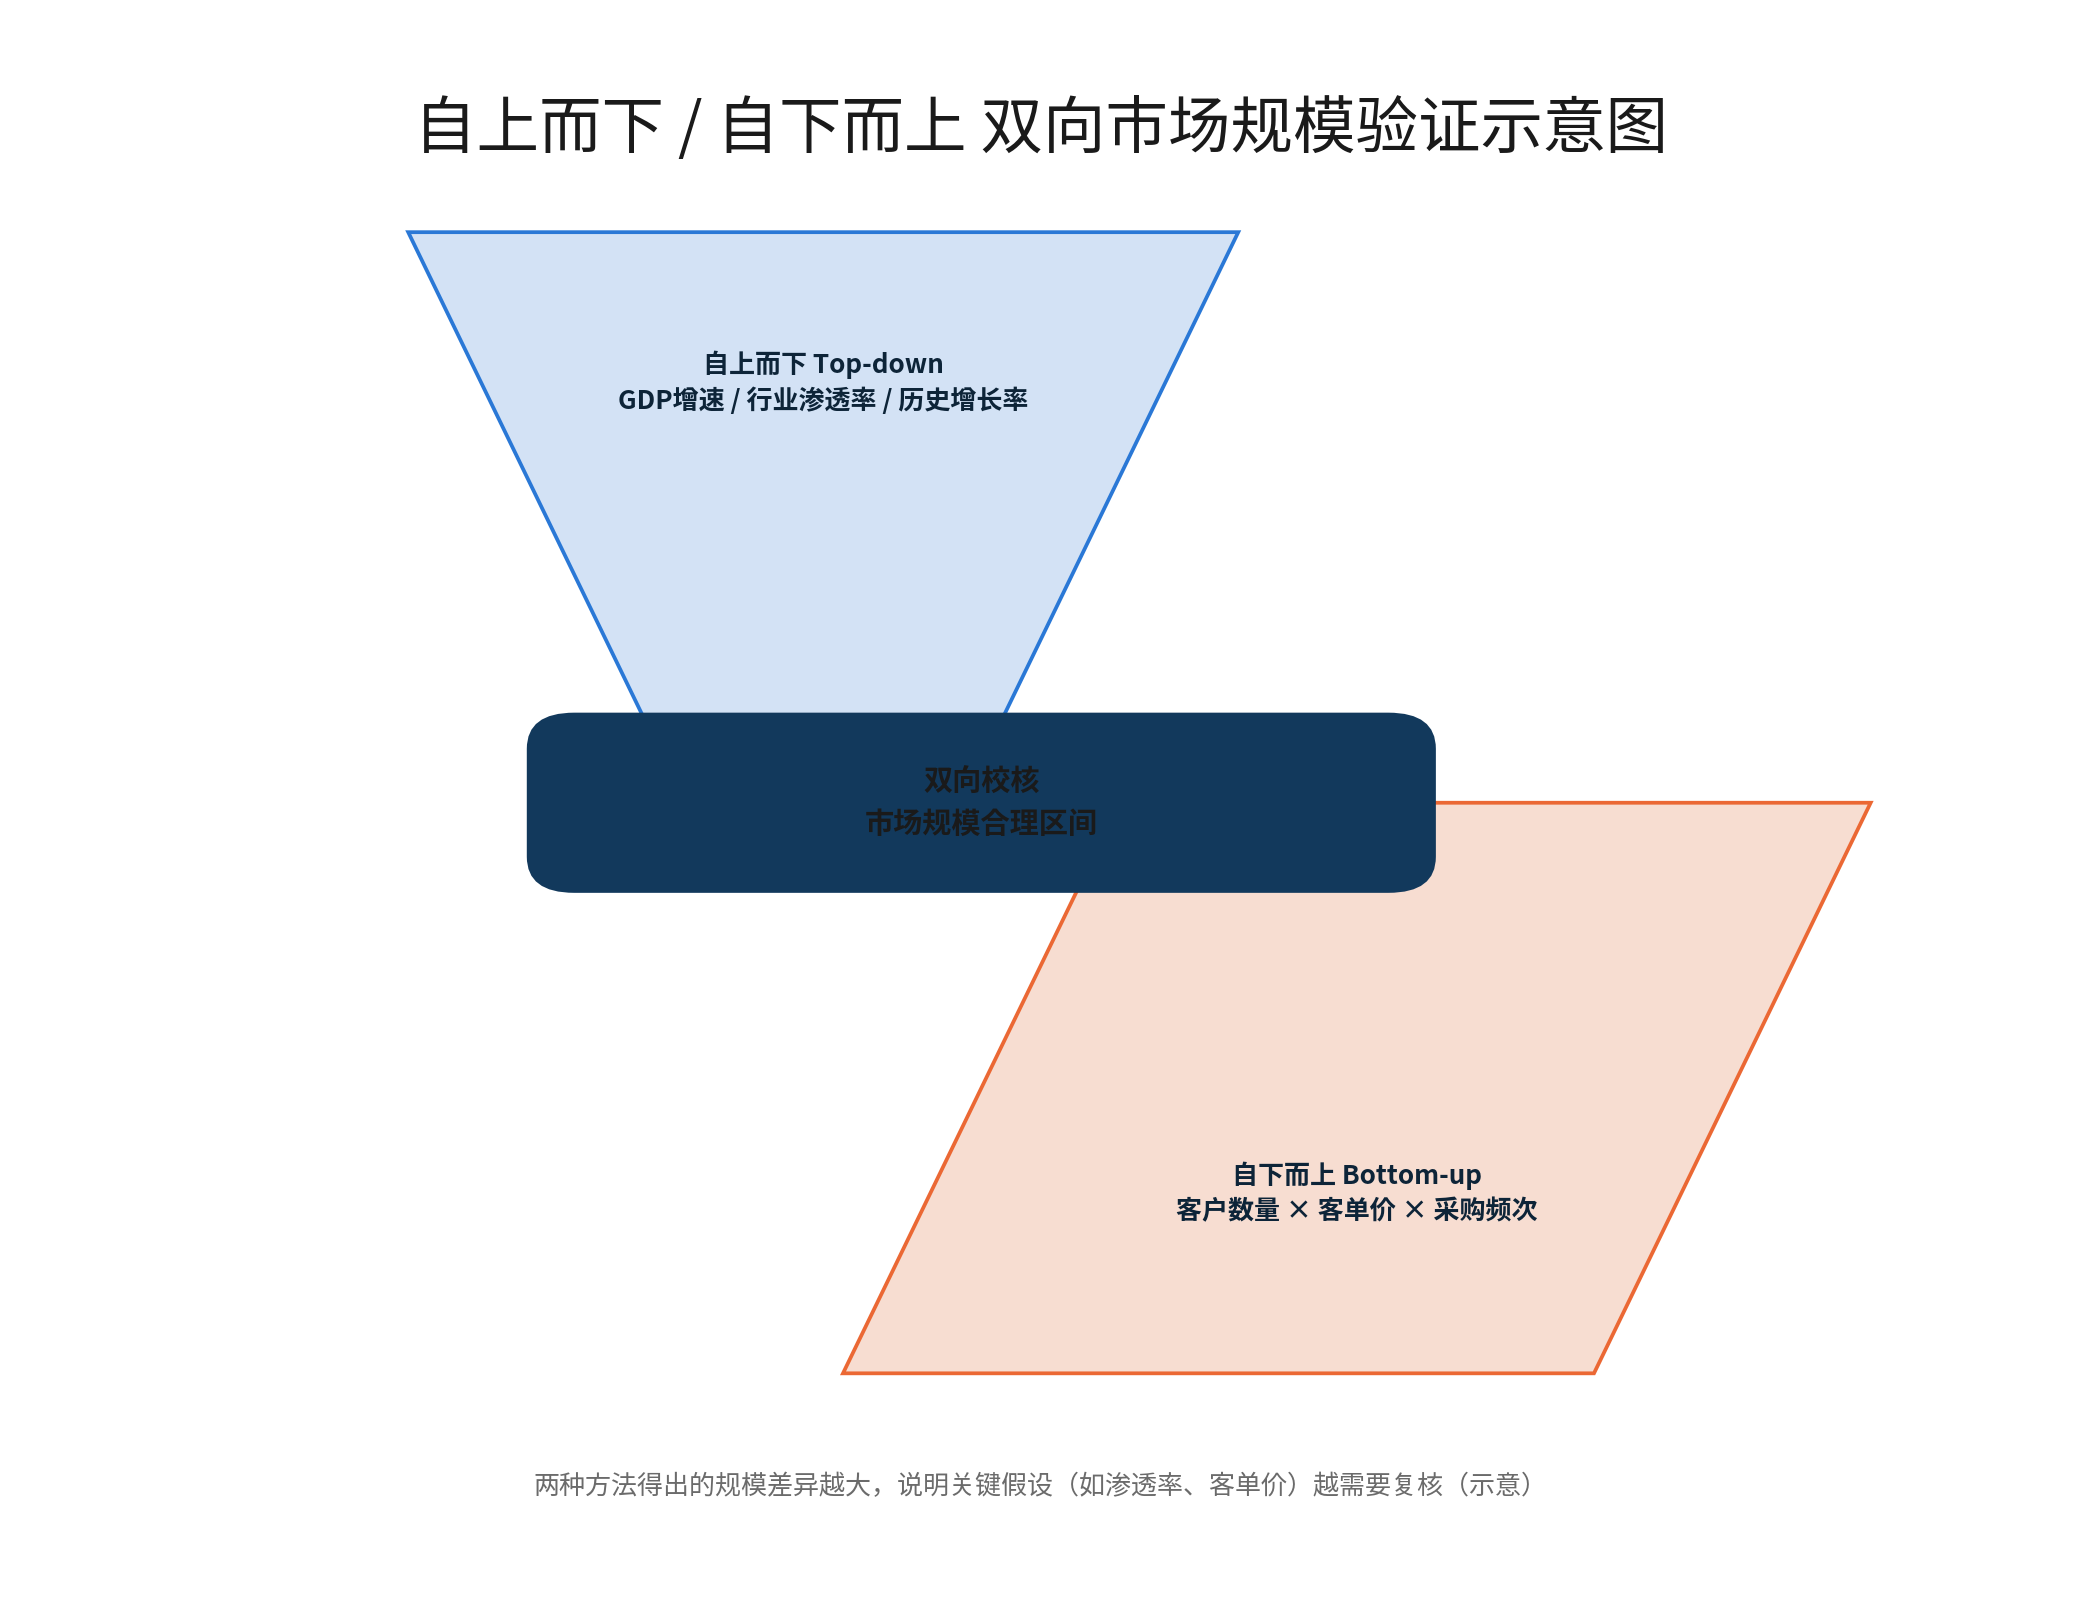 自上而下 / 自下而上 双向市场规模验证示意图
自上而下 Top-down
GDP增速 / 行业渗透率 / 历史增长率
双向校核
市场规模合理区间
自下而上 Bottom-up
客户数量 × 客单价 × 采购频次
两种方法得出的规模差异越大，说明关键假设（如渗透率、客单价）越需要复核（示意）